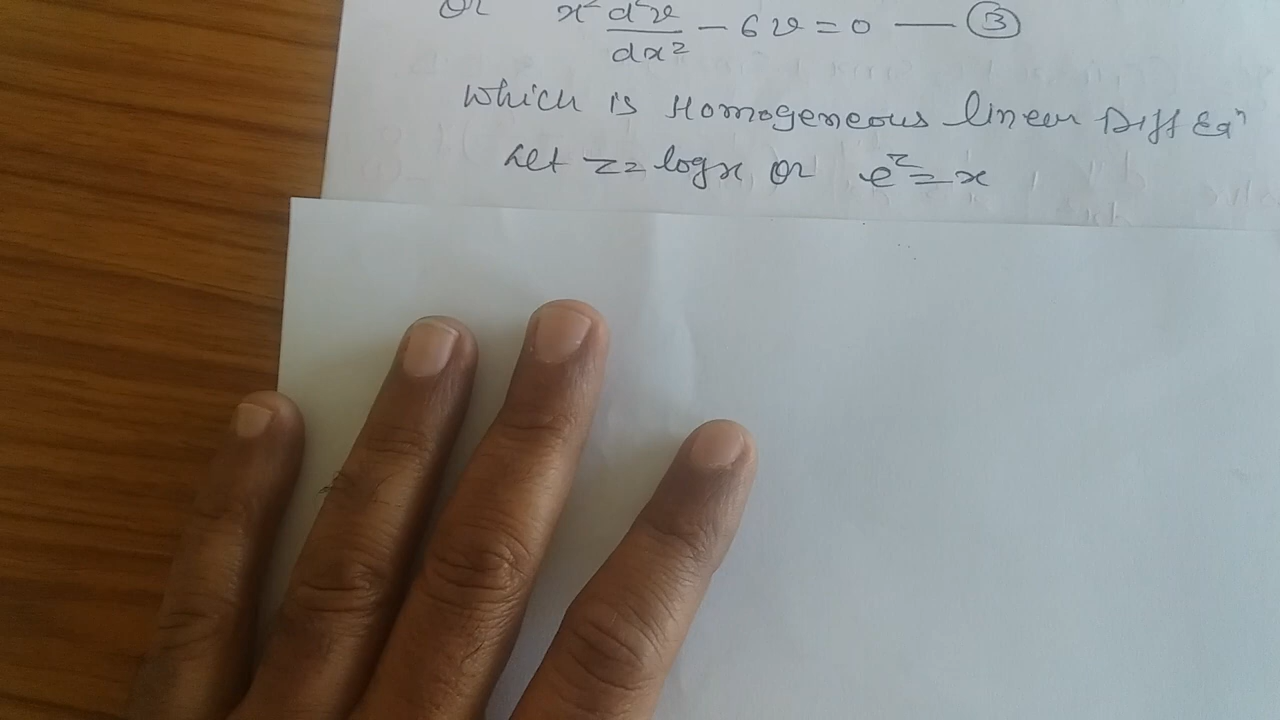 Or x² d²v/dx² - 6v = 0 — ③
Which is Homogeneous linear Diff Eqⁿ
Let z = log x or e^z = x